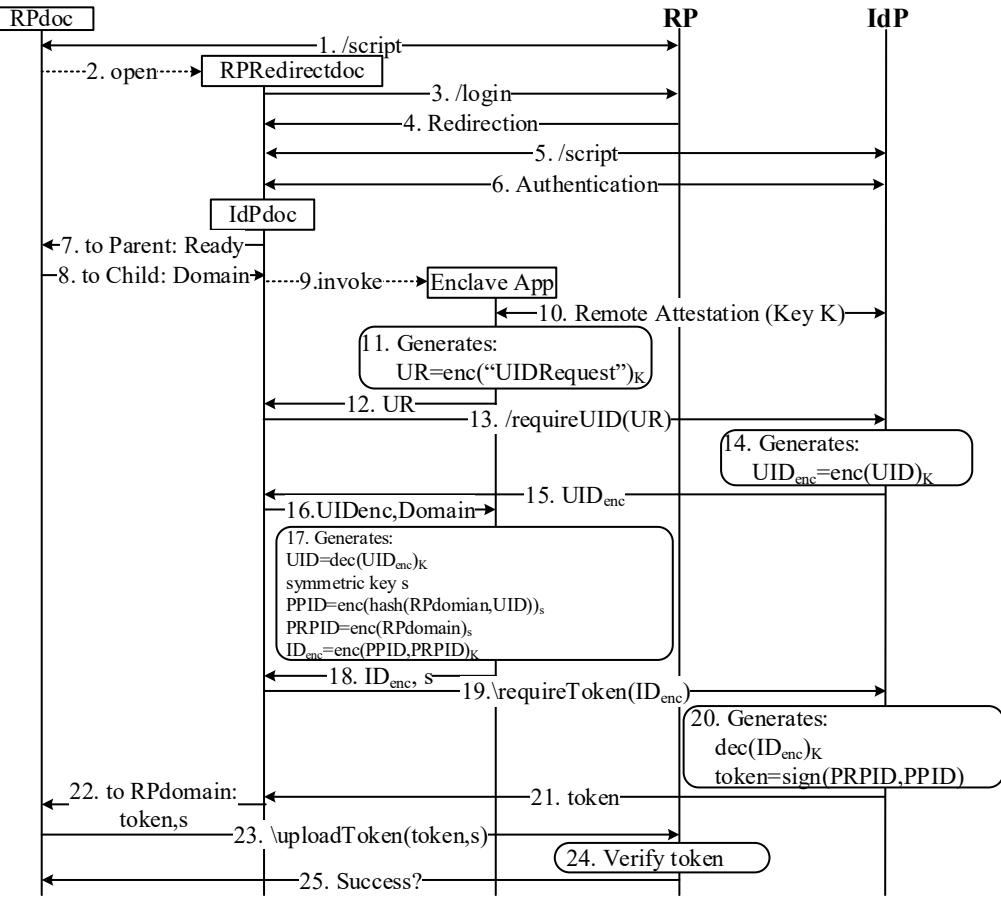 RPdoc
RP
IdP
1. /script
2. open
RPRedirectdoc
3. /login
4. Redirection
5. /script
6. Authentication
IdPdoc
7. to Parent: Ready
8. to Child: Domain
9.invoke
Enclave App
10. Remote Attestation (Key K)
11. Generates:
UR=enc(“UIDRequest”)K
12. UR
13. /requireUID(UR)
14. Generates:
UIDenc=enc(UID)K
15. UIDenc
16.UIDenc,Domain
17. Generates:
UID=dec(UIDenc)K
symmetric key s
PPID=enc(hash(RPdomian,UID))s
PRPID=enc(RPdomain)s
IDenc=enc(PPID,PRPID)K
18. IDenc, s
19.\requireToken(IDenc)
20. Generates:
dec(IDenc)K
token=sign(PRPID,PPID)
21. token
22. to RPdomain:
token,s
23. \uploadToken(token,s)
24. Verify token
25. Success?